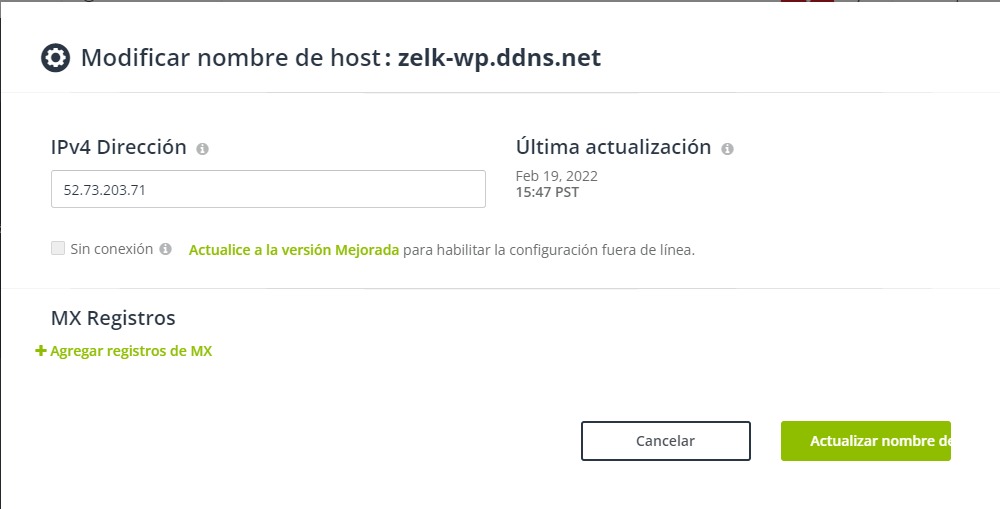 Modificar nombre de host: zelk-wp.ddns.net
IPv4 Dirección
52.73.203.71
Sin conexión
Actualice a la versión Mejorada para habilitar la configuración fuera de línea.
Última actualización
Feb 19, 2022
15:47 PST
MX Registros
+ Agregar registros de MX
Cancelar
Actualizar nombre de